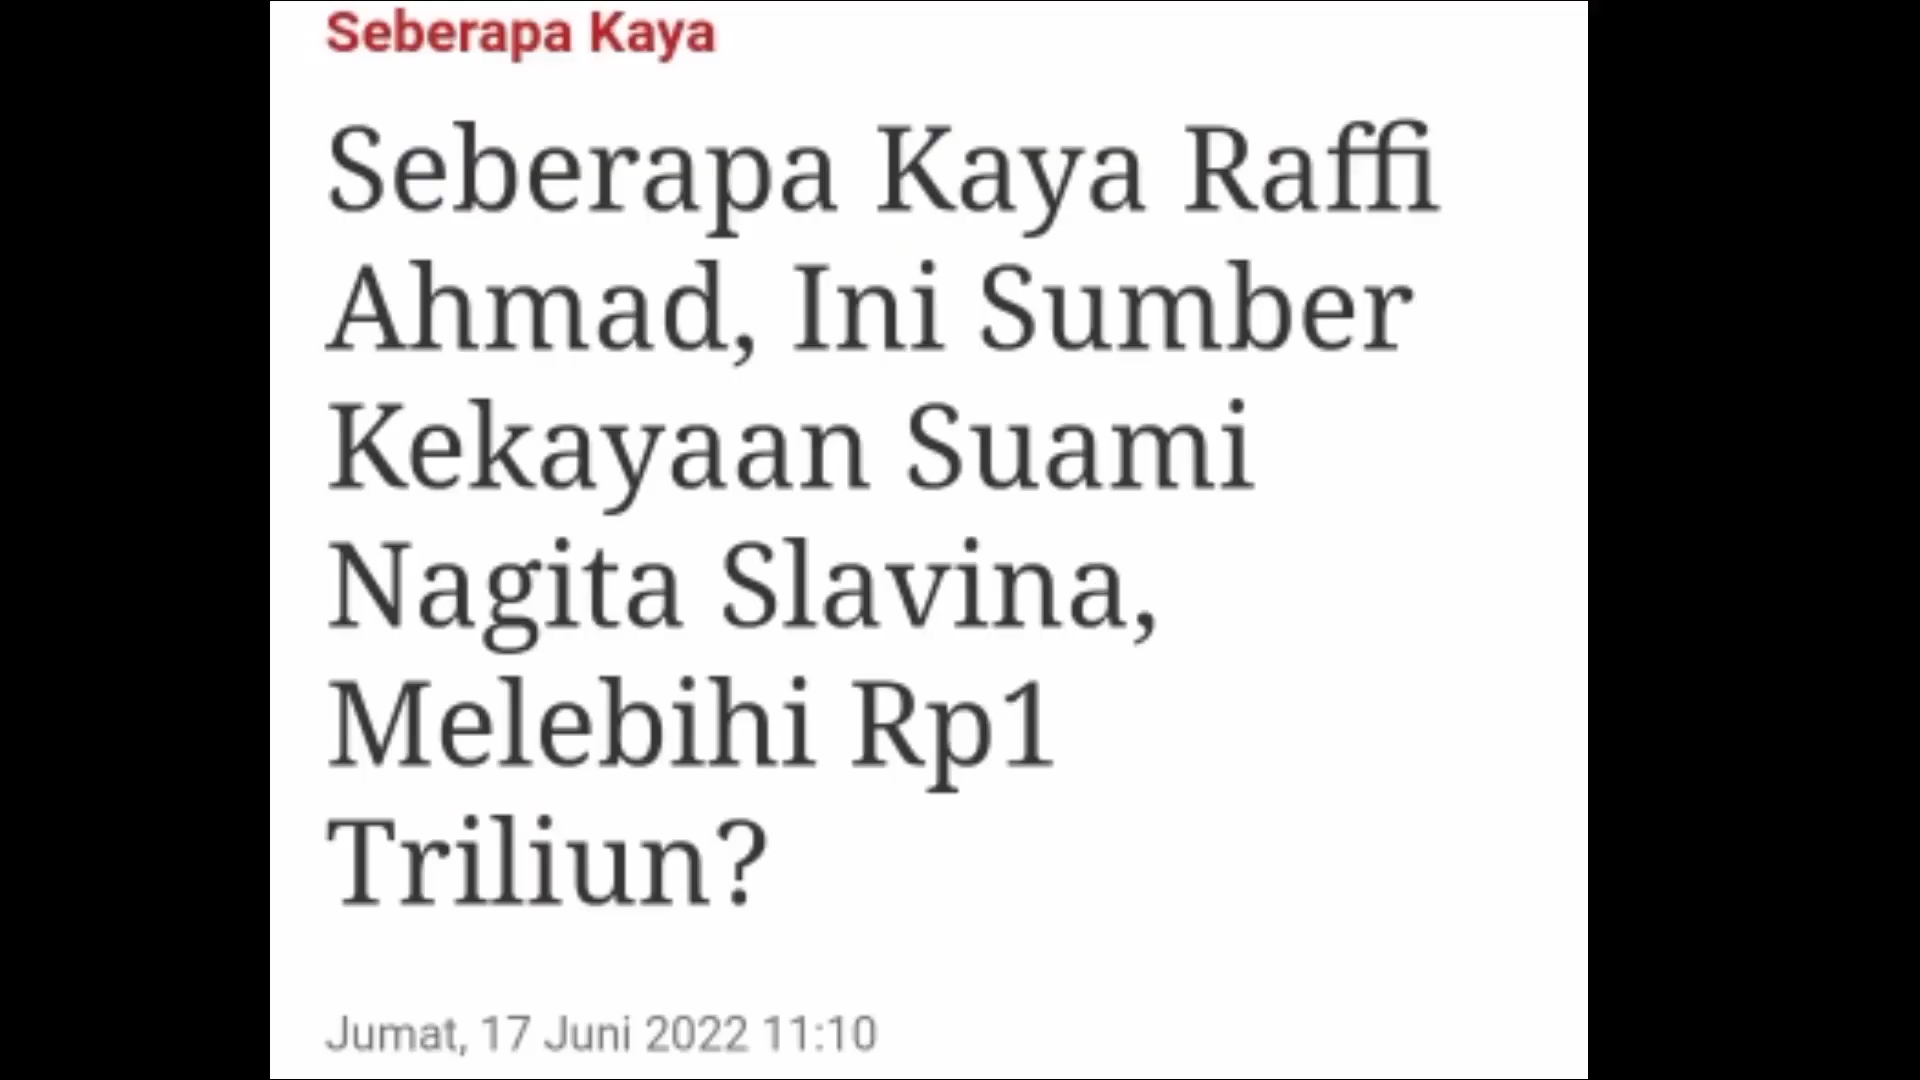 Seberapa Kaya
Seberapa Kaya Raffi
Ahmad, Ini Sumber
Kekayaan Suami
Nagita Slavina,
Melebihi Rp1
Triliun?
Jumat, 17 Juni 2022 11:10